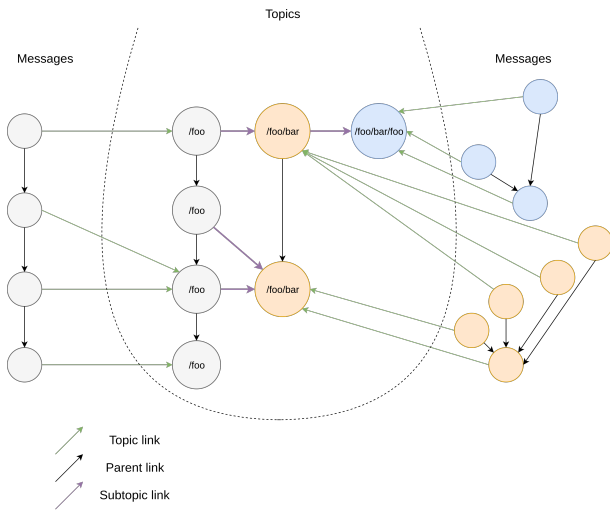 Topics
Messages
Messages
/foo
/foo/bar
/foo/bar/foo
/foo
/foo
/foo/bar
/foo
Topic link
Parent link
Subtopic link